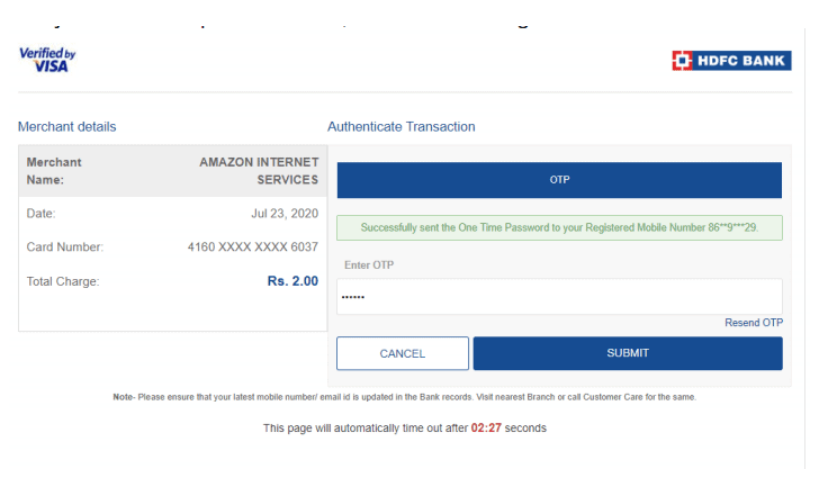 Verified by
VISA
HDFC BANK
Merchant details
Authenticate Transaction
Merchant Name:
AMAZON INTERNET SERVICES
Date:
Jul 23, 2020
Card Number:
4160 XXXX XXXX 6037
Total Charge:
Rs. 2.00
OTP
Successfully sent the One Time Password to your Registered Mobile Number 86**9***29.
Enter OTP
••••••
Resend OTP
CANCEL
SUBMIT
Note- Please ensure that your latest mobile number/ email id is updated in the Bank records. Visit nearest Branch or call Customer Care for the same.
This page will automatically time out after 02:27 seconds